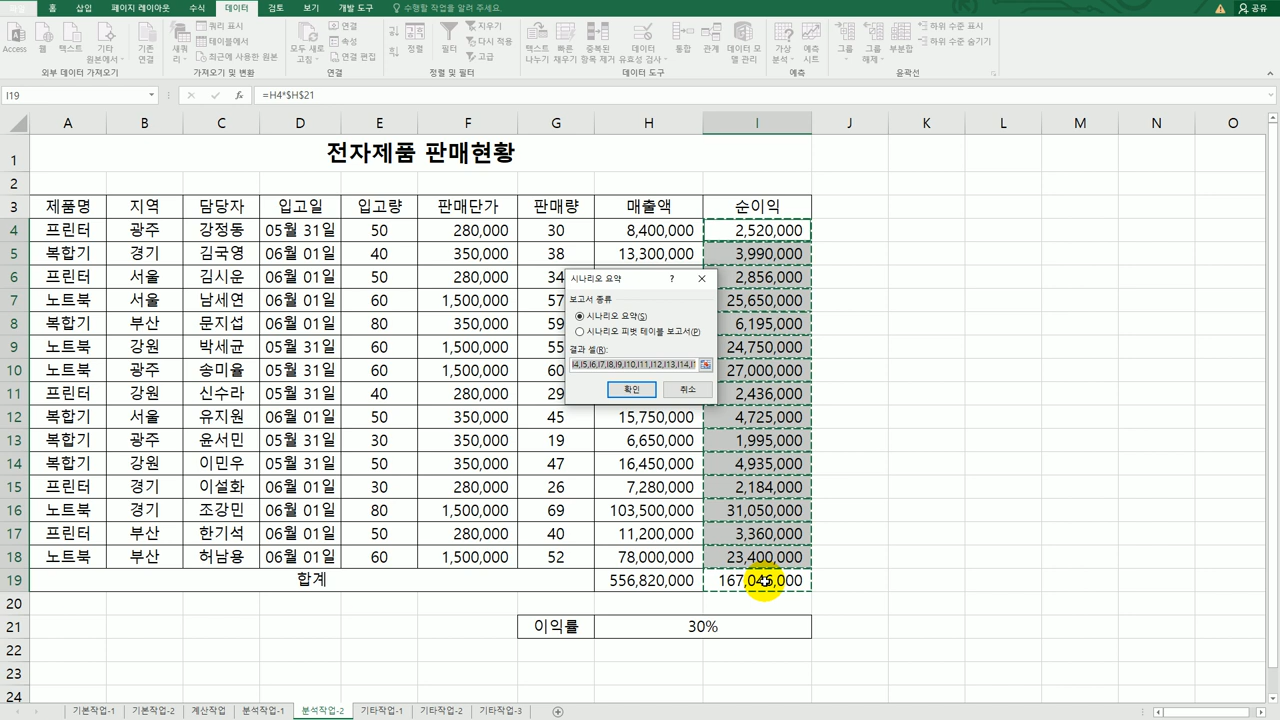 파일 홈 삽입 페이지 레이아웃 수식 데이터 검토 보기 개발 도구 수행할 작업을 알려 주세요. 공유
Access 웹 텍스트 기타 원본에서 기존 연결 새 쿼리 쿼리 표시 테이블에서 최근에 사용한 원본 모두 새로 고침 연결 속성 연결 편집 정렬 필터 지우기 다시 적용 고급 텍스트 나누기 빠른 채우기 중복된 항목 제거 데이터 유효성 검사 통합 관계 데이터 모델 관리 가상 분석 예측 시트 그룹 그룹 해제 부분합 하위 수준 표시 하위 수준 숨기기
외부 데이터 가져오기 가져오기 및 변환 연결 정렬 및 필터 데이터 도구 예측 윤곽선
I19 fx =H4*$H$21
A B C D E F G H I J K L M N O
1 전자제품 판매현황
2
3 제품명 지역 담당자 입고일 입고량 판매단가 판매량 매출액 순이익
4 프린터 광주 강정동 05월 31일 50 280,000 30 8,400,000 2,520,000
5 복합기 경기 김국영 06월 01일 40 350,000 38 13,300,000 3,990,000
6 프린터 서울 김시운 06월 01일 50 280,000 34 2,856,000
7 노트북 서울 남세연 06월 01일 60 1,500,000 57 25,650,000
8 복합기 부산 문지섭 06월 01일 80 350,000 59 6,195,000
9 노트북 강원 박세균 06월 01일 60 1,500,000 55 24,750,000
10 노트북 광주 송미율 06월 01일 60 1,500,000 60 27,000,000
11 프린터 강원 신수라 05월 31일 40 280,000 29 2,436,000
12 복합기 서울 유지원 06월 01일 50 350,000 45 15,750,000 4,725,000
13 복합기 광주 윤서민 05월 31일 30 350,000 19 6,650,000 1,995,000
14 복합기 강원 이민우 05월 31일 50 350,000 47 16,450,000 4,935,000
15 프린터 경기 이설화 06월 01일 30 280,000 26 7,280,000 2,184,000
16 노트북 경기 조강민 06월 01일 80 1,500,000 69 103,500,000 31,050,000
17 프린터 부산 한기석 06월 01일 50 280,000 40 11,200,000 3,360,000
18 노트북 부산 허남용 06월 01일 60 1,500,000 52 78,000,000 23,400,000
19 합계 556,820,000 167,046,000
20
21 이익률 30%
22
23
24
시나리오 요약 ?
보고서 종류
시나리오 요약(S)
시나리오 피벗 테이블 보고서(P)
결과 셀(R):
I4,I5,I6,I7,I8,I9,I10,I11,I12,I13,I14,I1
확인 취소
기본작업-1 기본작업-2 계산작업 분석작업-1 분석작업-2 기타작업-1 기타작업-2 기타작업-3